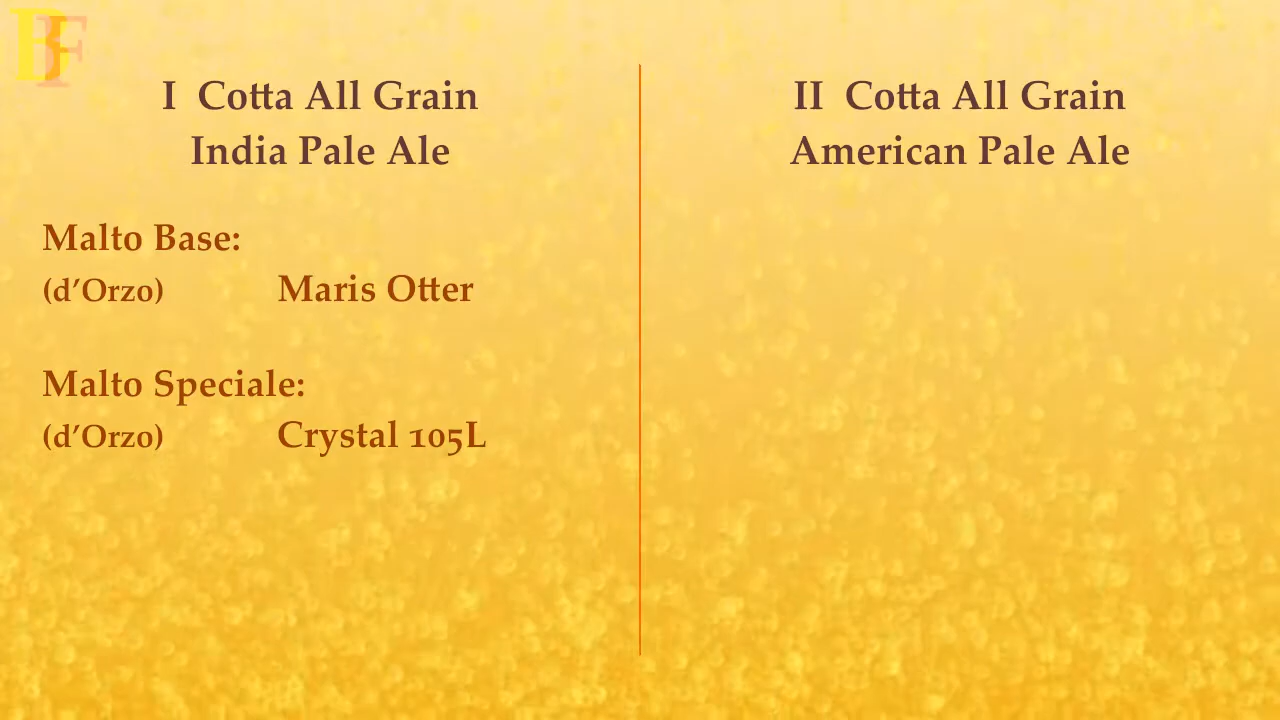 BF
I Cotta All Grain
India Pale Ale
Malto Base:
(d’Orzo) Maris Otter
Malto Speciale:
(d’Orzo) Crystal 105L
II Cotta All Grain
American Pale Ale